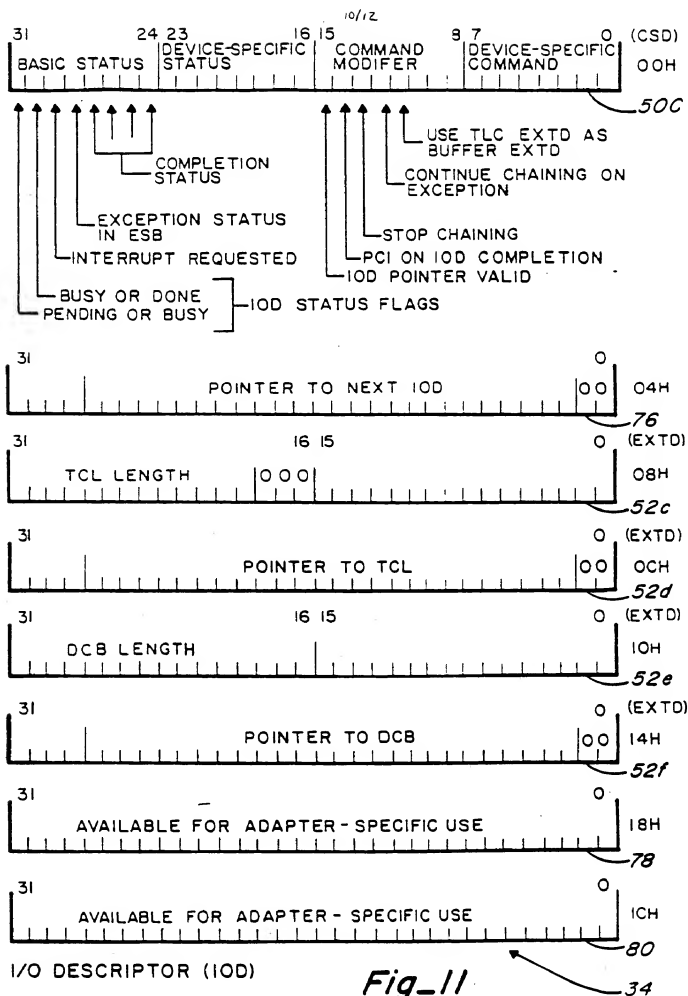 10/12
31 24 23 16 15 8 7 0 (CSD)
BASIC STATUS DEVICE-SPECIFIC STATUS COMMAND MODIFER DEVICE-SPECIFIC COMMAND 00H
50C
USE TLC EXTD AS
BUFFER EXTD
COMPLETION
STATUS
CONTINUE CHAINING ON
EXCEPTION
EXCEPTION STATUS
IN ESB
STOP CHAINING
INTERRUPT REQUESTED
PCI ON IOD COMPLETION
IOD POINTER VALID
BUSY OR DONE
PENDING OR BUSY
IOD STATUS FLAGS
31 0
POINTER TO NEXT IOD 00 04H
76
31 16 15 0 (EXTD)
TCL LENGTH 000 08H
52c
31 0 (EXTD)
POINTER TO TCL 00 0CH
52d
31 16 15 0 (EXTD)
DCB LENGTH 10H
52e
31 0 (EXTD)
POINTER TO DCB 00 14H
52f
31 0
AVAILABLE FOR ADAPTER-SPECIFIC USE 18H
78
31 0
AVAILABLE FOR ADAPTER-SPECIFIC USE 1CH
80
I/O DESCRIPTOR (IOD)
Fig_11
34